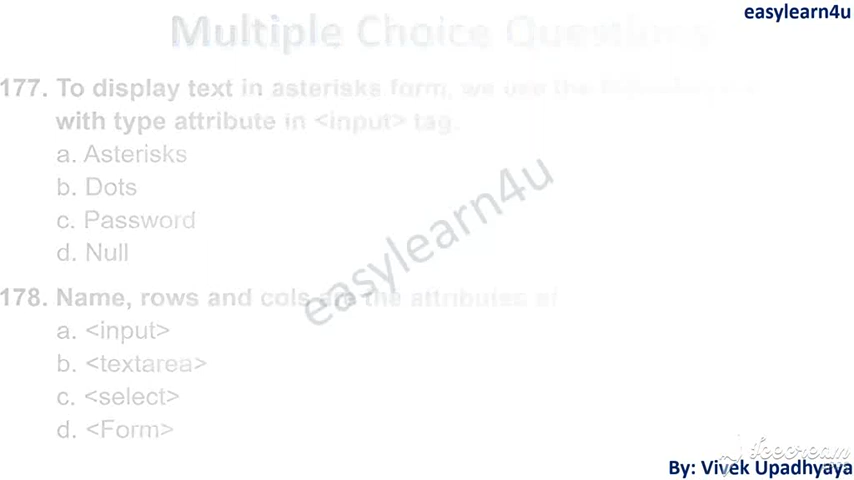 easylearn4u
Multiple Choice Questions
177. To display text in asterisks form, we use the
with type attribute in <input> tag.
a. Asterisks
b. Dots
c. Password
d. Null
easylearn4u
178. Name, rows and cols are the attributes of
a. <input>
b. <textarea>
c. <select>
d. <Form>
Icecream
By: Vivek Upadhyaya